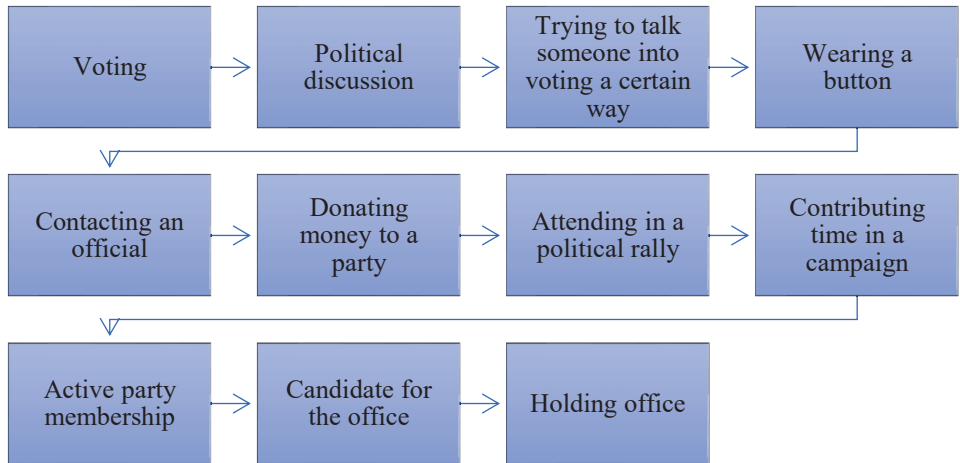 Voting
Political
discussion
Trying to talk
someone into
voting a certain
way
Wearing a
button
Contacting an
official
Donating
money to a
party
Attending in a
political rally
Contributing
time in a
campaign
Active party
membership
Candidate for
the office
Holding office